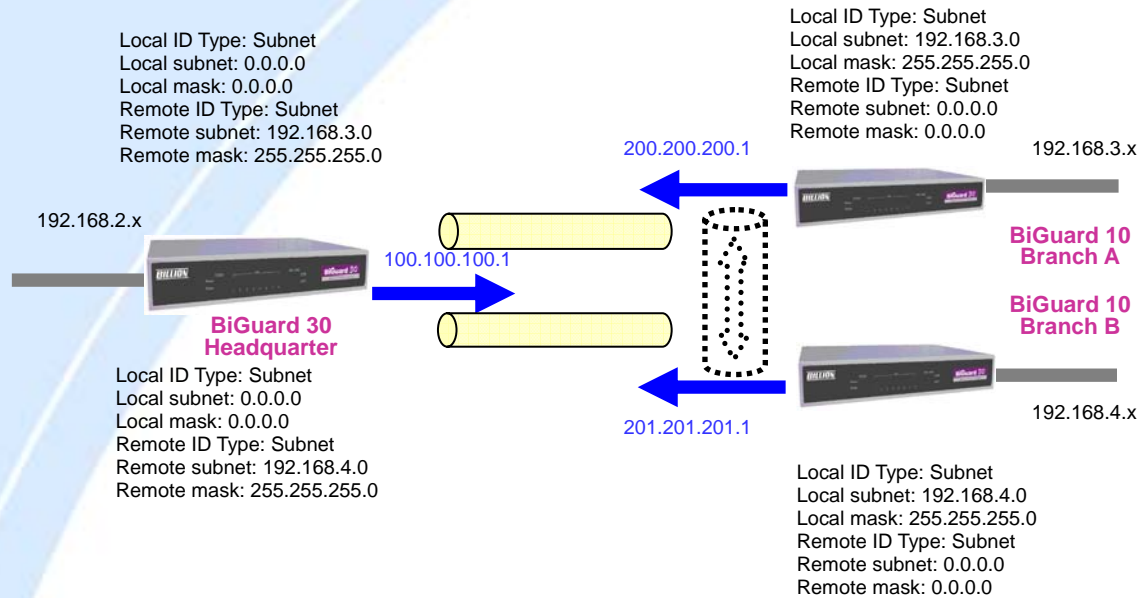 Local ID Type: Subnet
Local subnet: 0.0.0.0
Local mask: 0.0.0.0
Remote ID Type: Subnet
Remote subnet: 192.168.3.0
Remote mask: 255.255.255.0
Local ID Type: Subnet
Local subnet: 192.168.3.0
Local mask: 255.255.255.0
Remote ID Type: Subnet
Remote subnet: 0.0.0.0
Remote mask: 0.0.0.0
200.200.200.1
192.168.3.x
192.168.2.x
BILLION
BiGuard 10
Branch A
BILLION
BiGuard 30
100.100.100.1
BiGuard 30
Headquarter
BiGuard 10
Branch B
BILLION
Local ID Type: Subnet
Local subnet: 0.0.0.0
Local mask: 0.0.0.0
Remote ID Type: Subnet
Remote subnet: 192.168.4.0
Remote mask: 255.255.255.0
201.201.201.1
192.168.4.x
Local ID Type: Subnet
Local subnet: 192.168.4.0
Local mask: 255.255.255.0
Remote ID Type: Subnet
Remote subnet: 0.0.0.0
Remote mask: 0.0.0.0